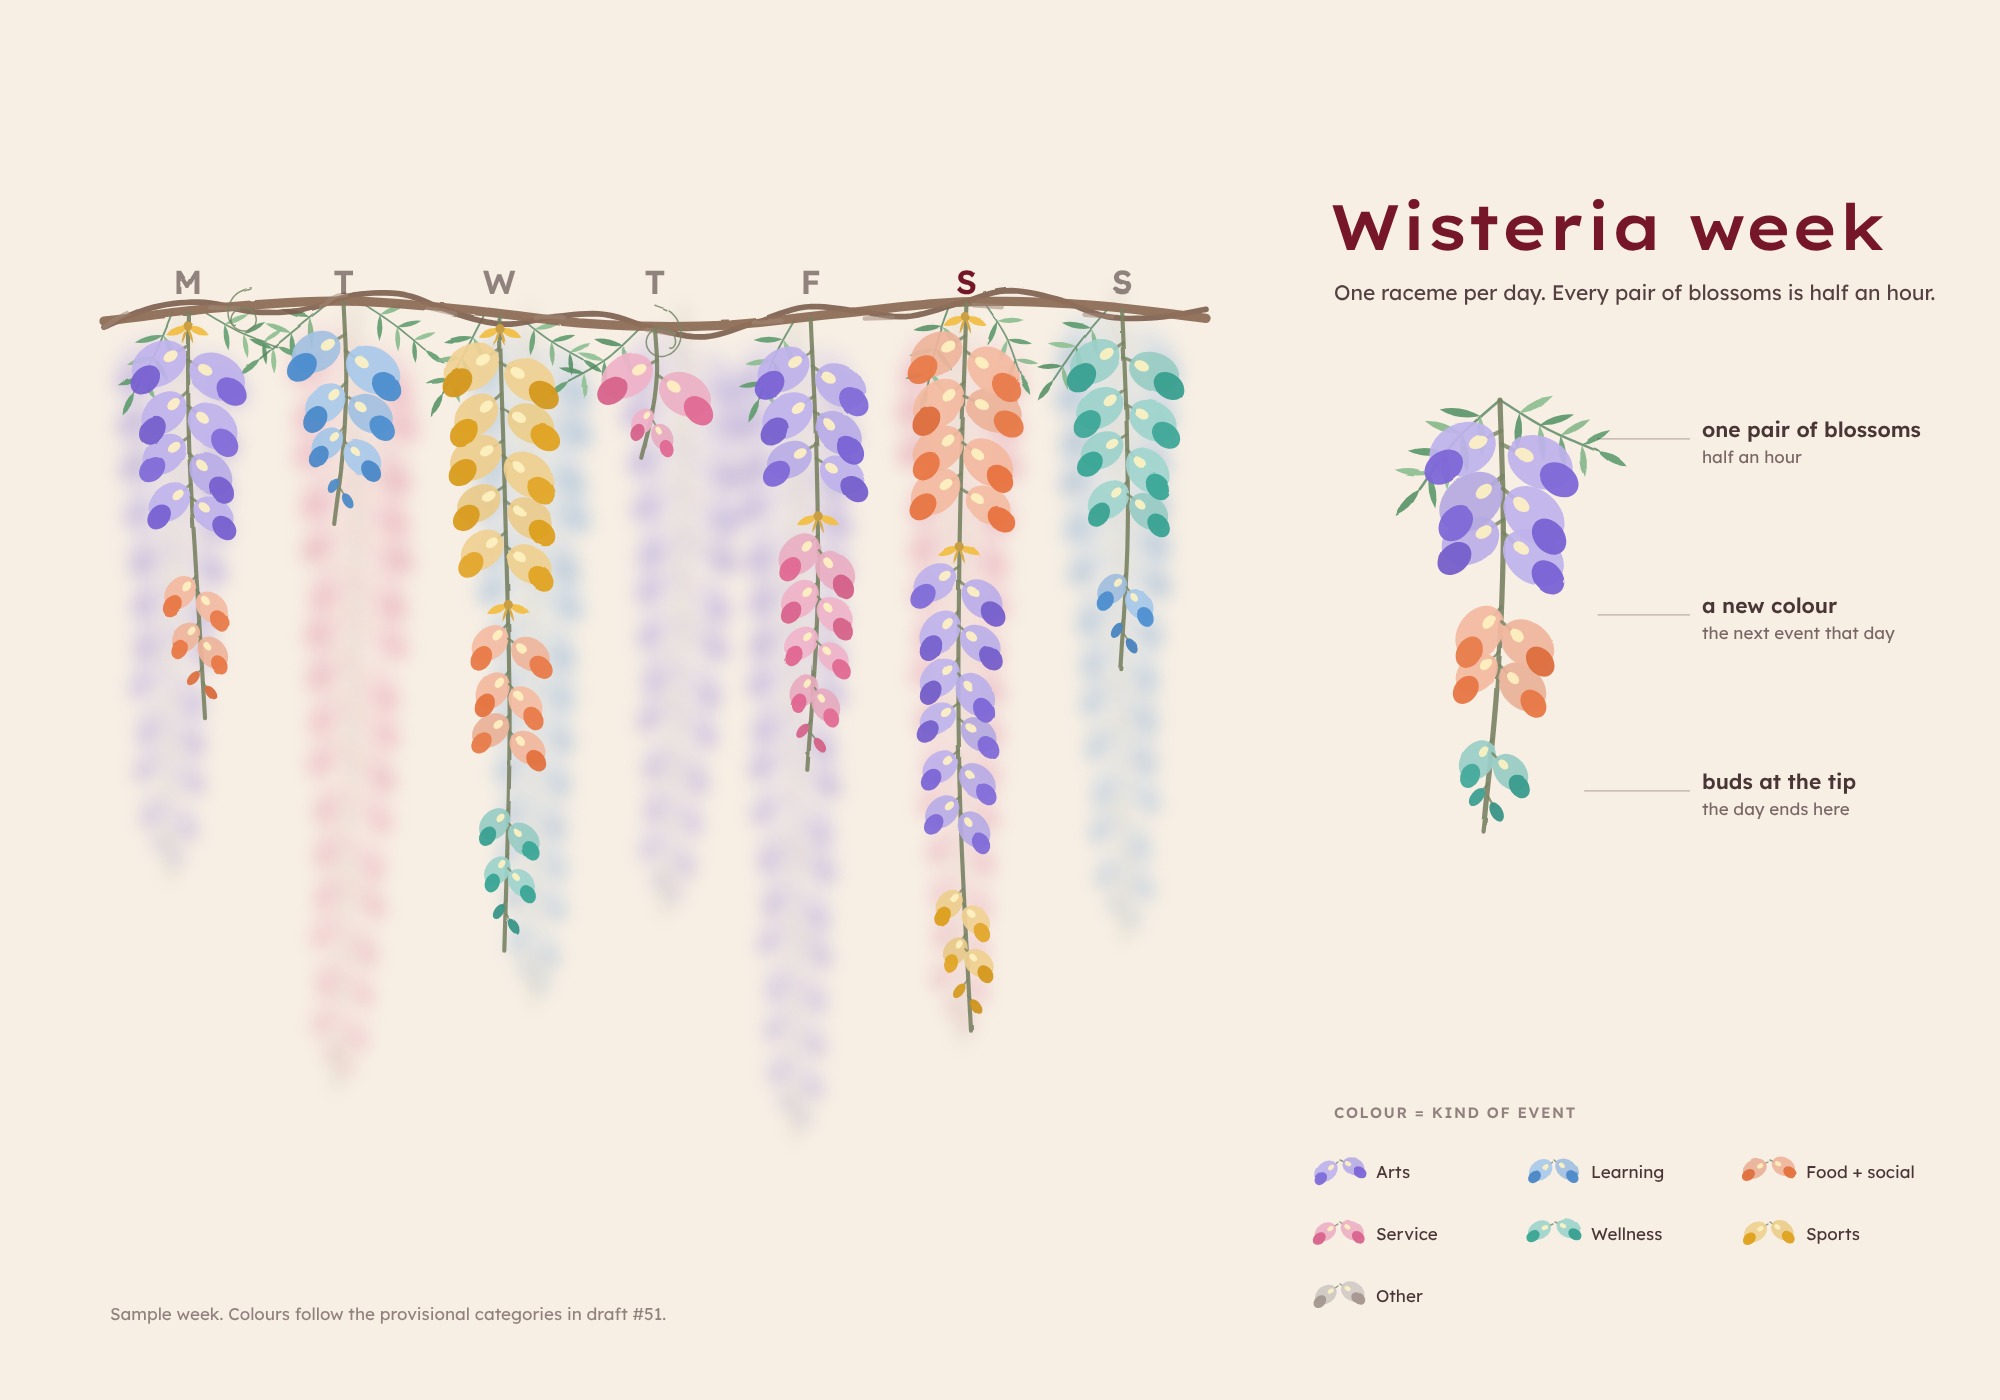 Wisteria week
One raceme per day. Every pair of blossoms is half an hour.
M T W T F S S
one pair of blossoms
half an hour
a new colour
the next event that day
buds at the tip
the day ends here
COLOUR = KIND OF EVENT
Arts
Learning
Food + social
Service
Wellness
Sports
Other
Sample week. Colours follow the provisional categories in draft #51.